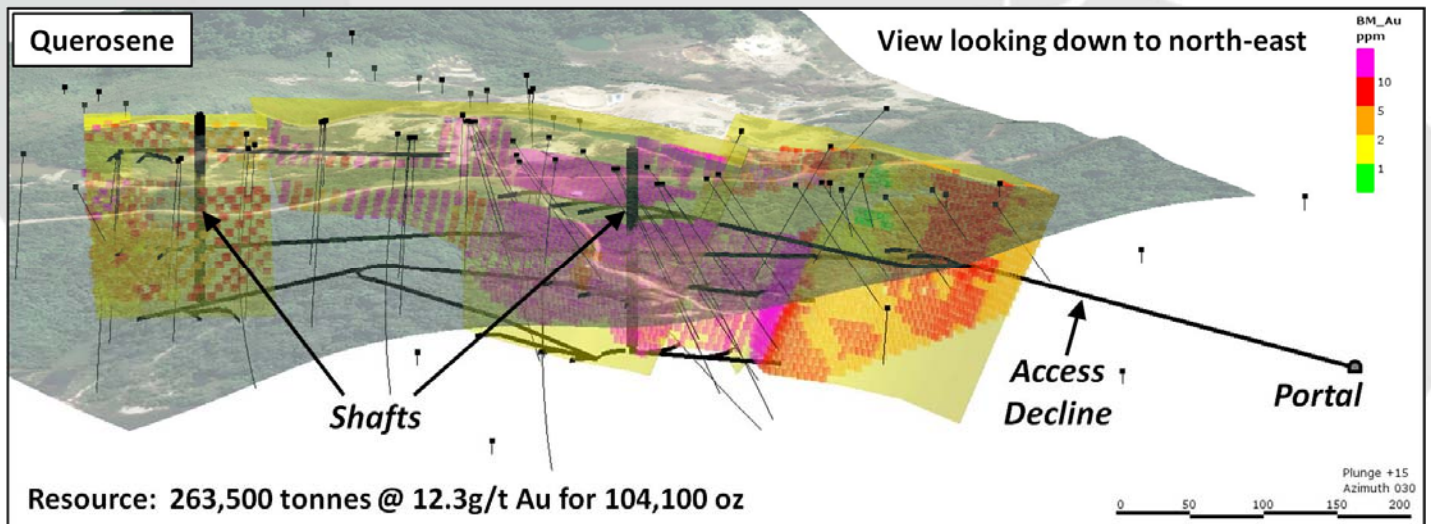 Querosene
View looking down to north-east
BM_Au
ppm
10
5
2
1
Shafts
Access
Decline
Portal
Resource: 263,500 tonnes @ 12.3g/t Au for 104,100 oz
Plunge +15
Azimuth 030
0 50 100 150 200